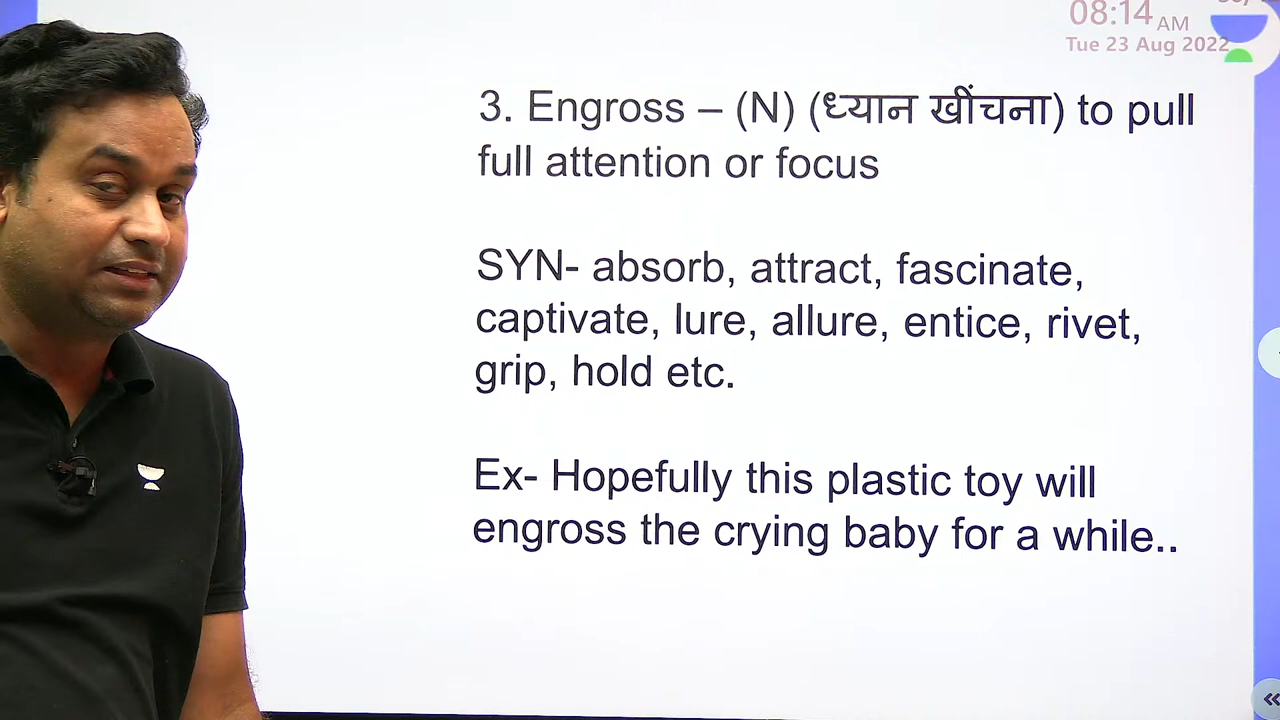 08:14 AM
Tue 23 Aug 2022
3. Engross – (N) (ध्यान खींचना) to pull
full attention or focus
SYN- absorb, attract, fascinate,
captivate, lure, allure, entice, rivet,
grip, hold etc.
Ex- Hopefully this plastic toy will
engross the crying baby for a while..